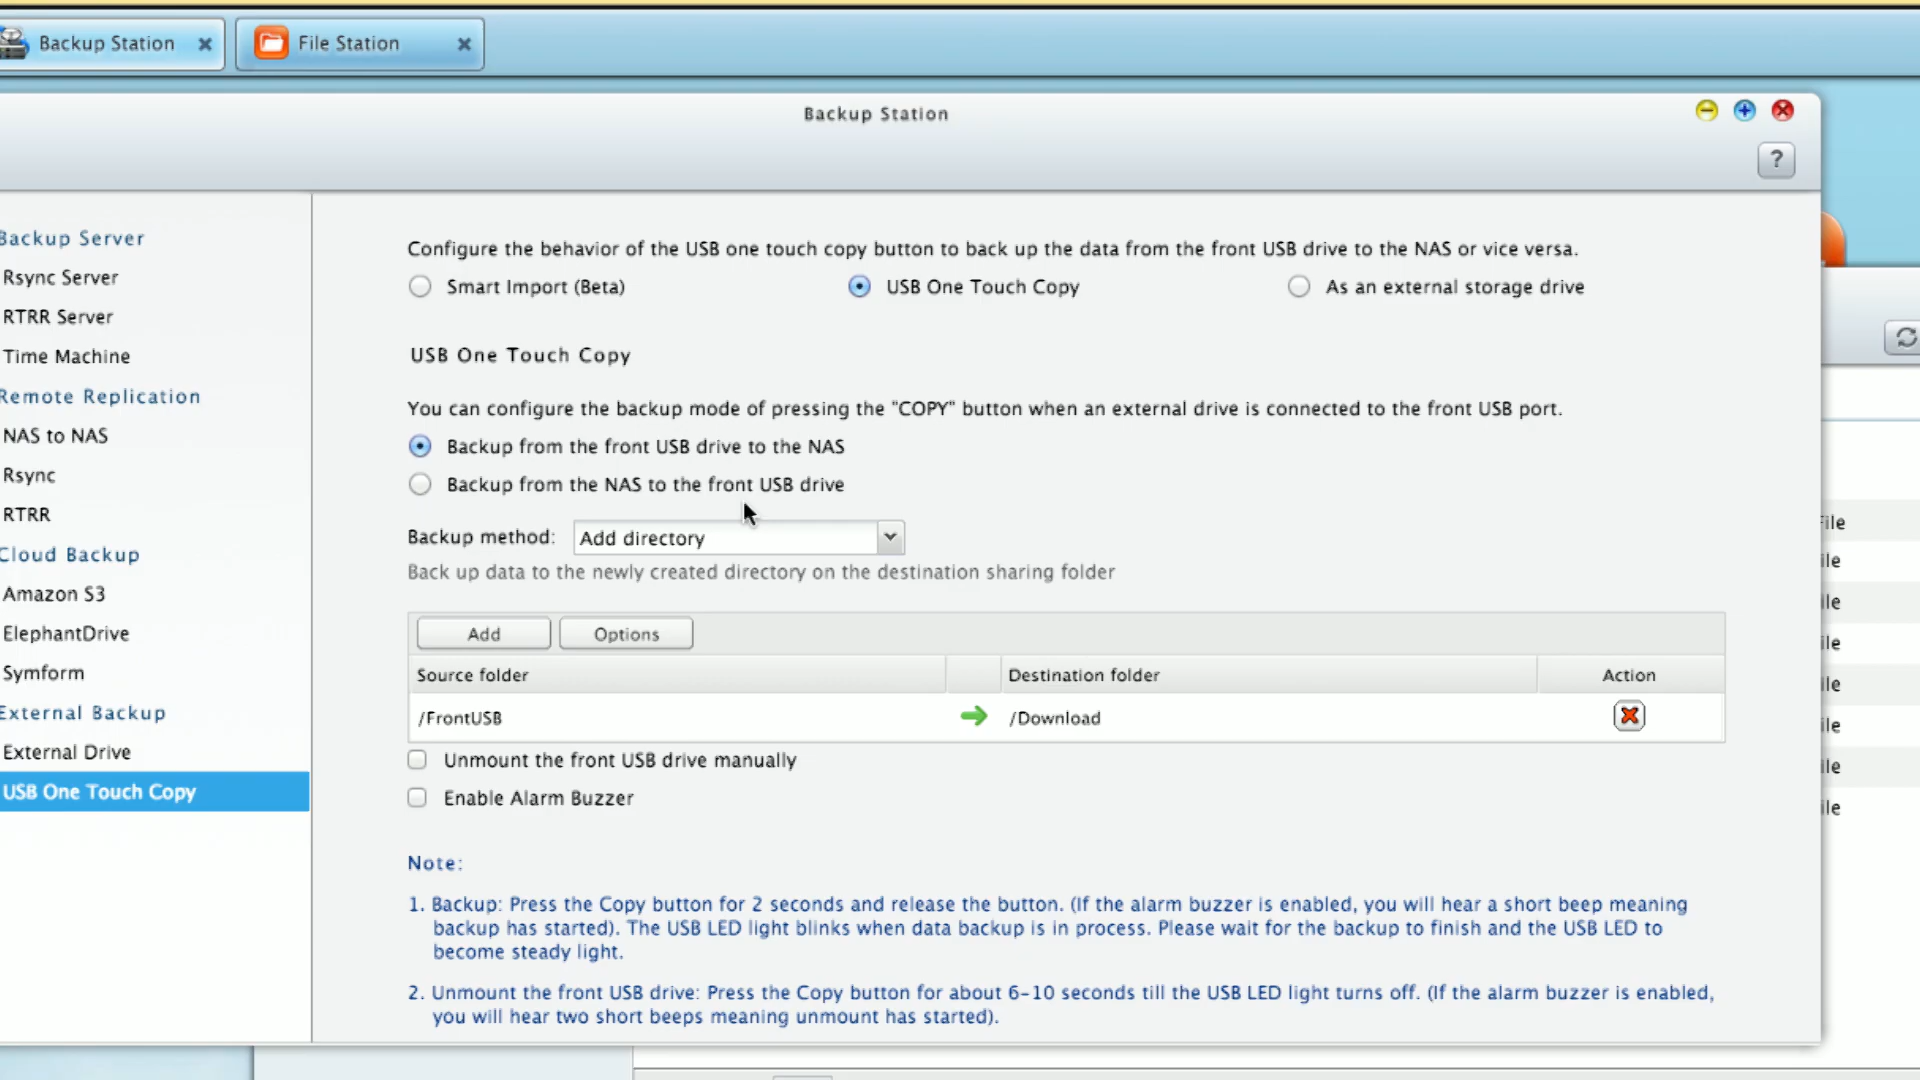 Backup Station
File Station
Backup Station
?
Backup Server
Rsync Server
RTRR Server
Time Machine
Remote Replication
NAS to NAS
Rsync
RTRR
Cloud Backup
Amazon S3
ElephantDrive
Symform
External Backup
External Drive
USB One Touch Copy
Configure the behavior of the USB one touch copy button to back up the data from the front USB drive to the NAS or vice versa.
Smart Import (Beta) USB One Touch Copy As an external storage drive
USB One Touch Copy
You can configure the backup mode of pressing the "COPY" button when an external drive is connected to the front USB port.
Backup from the front USB drive to the NAS
Backup from the NAS to the front USB drive
Backup method: Add directory
Back up data to the newly created directory on the destination sharing folder
Add Options
Source folder Destination folder Action
/FrontUSB /Download
Unmount the front USB drive manually
Enable Alarm Buzzer
Note:
1. Backup: Press the Copy button for 2 seconds and release the button. (If the alarm buzzer is enabled, you will hear a short beep meaning
backup has started). The USB LED light blinks when data backup is in process. Please wait for the backup to finish and the USB LED to
become steady light.
2. Unmount the front USB drive: Press the Copy button for about 6-10 seconds till the USB LED light turns off. (If the alarm buzzer is enabled,
you will hear two short beeps meaning unmount has started).
File
ile
ile
ile
ile
ile
ile
ile